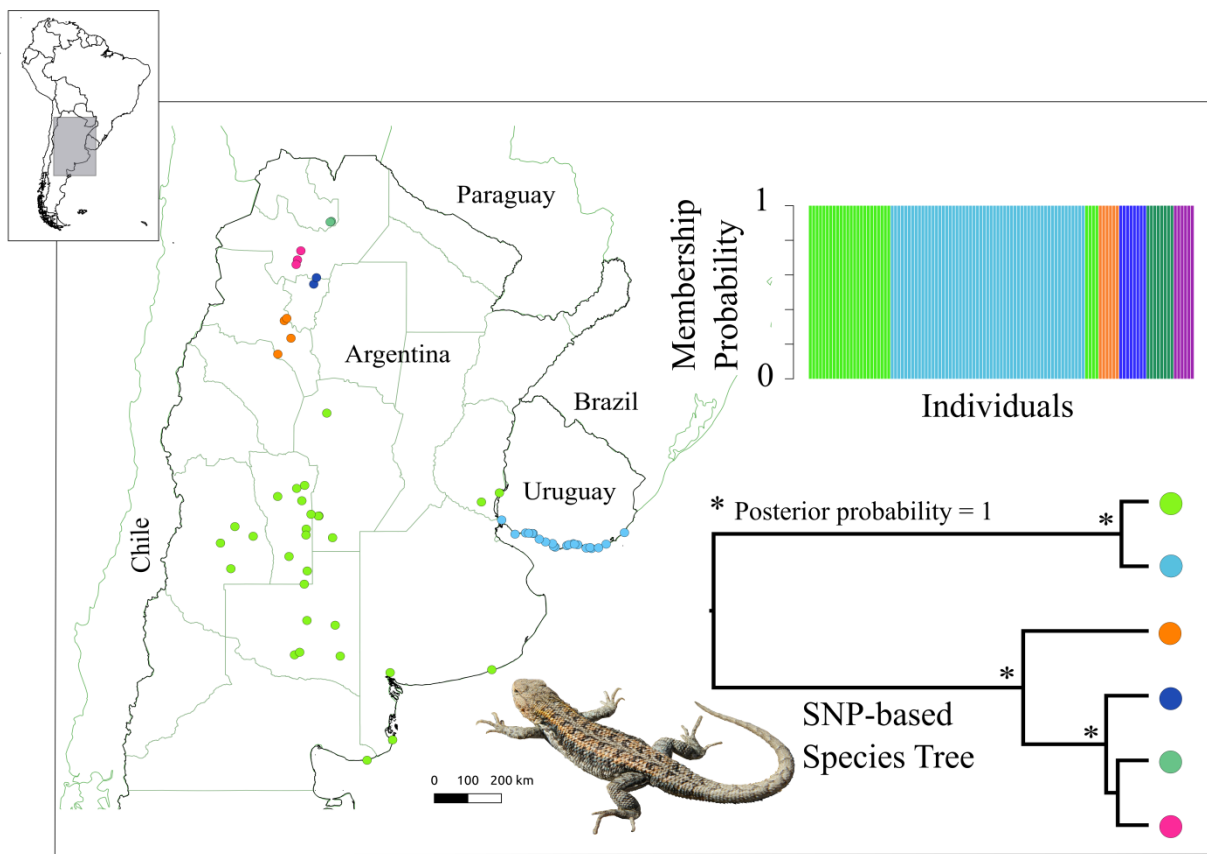 Paraguay
Argentina
Brazil
Uruguay
Chile
0 100 200 km
Membership
Probability
1
0
Individuals
* Posterior probability = 1
*
*
*
SNP-based
Species Tree